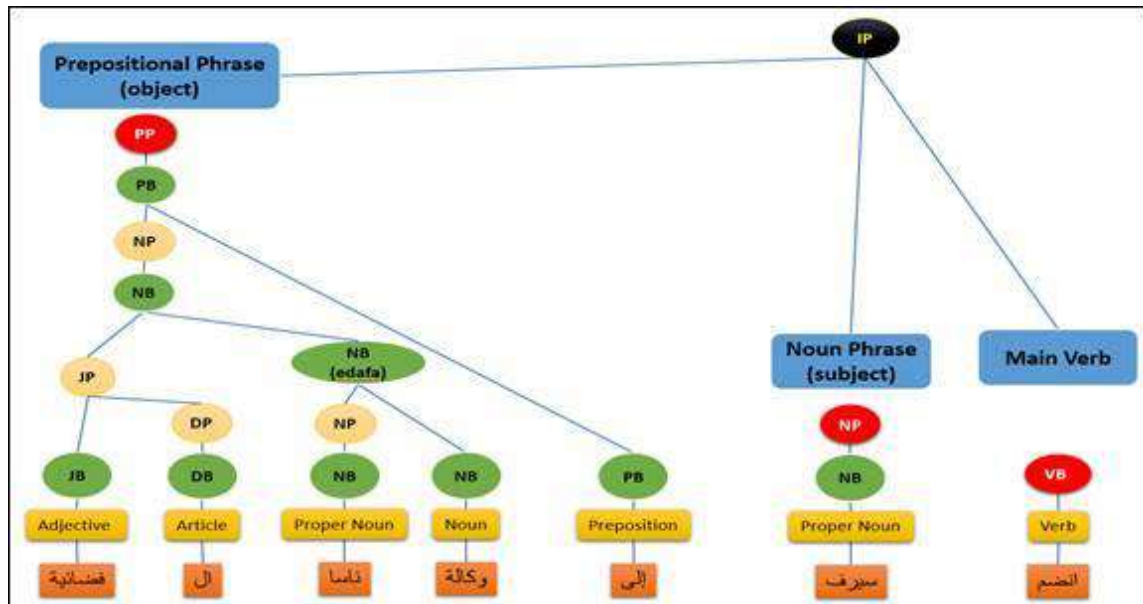 IP
Prepositional Phrase
(object)
PP
PB
NP
NB
NB
(edafa)
Noun Phrase
(subject)
Main Verb
JP
DP
NP
NP
JB
DB
NB
NB
PB
NB
VB
Adjective
Article
Proper Noun
Noun
Preposition
Proper Noun
Verb
انضم
سيرف
إلى
وكالة
ناسا
ال
فضائية